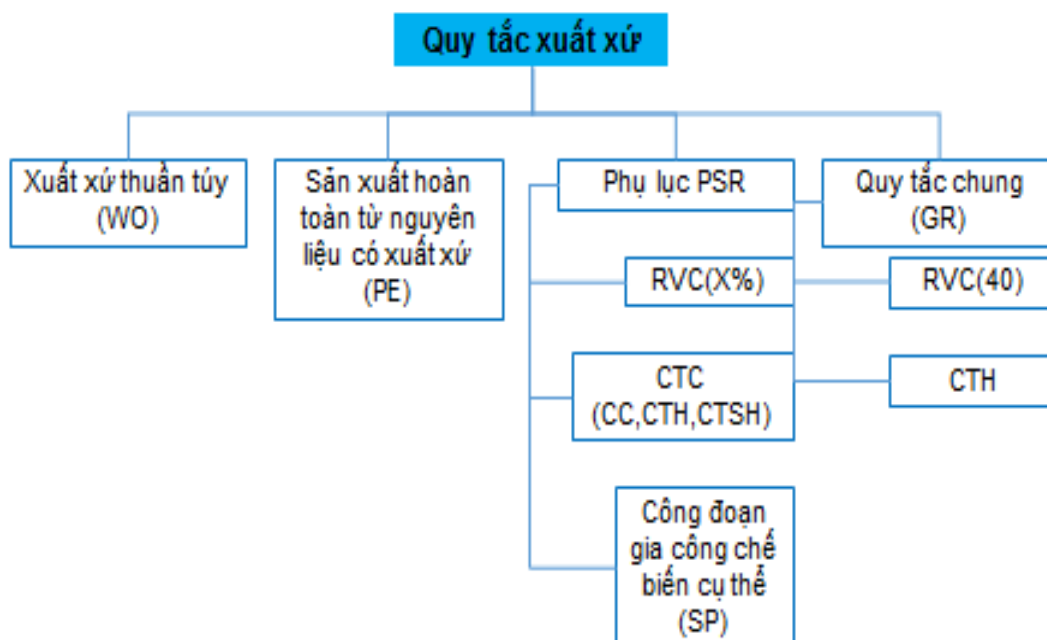 Quy tắc xuất xứ
Xuất xứ thuần túy
(WO)
Sản xuất hoàn
toàn từ nguyên
liệu có xuất xứ
(PE)
Phụ lục PSR
Quy tắc chung
(GR)
RVC(X%)
RVC(40)
CTC
(CC,CTH,CTSH)
CTH
Công đoạn
gia công chế
biến cụ thể
(SP)